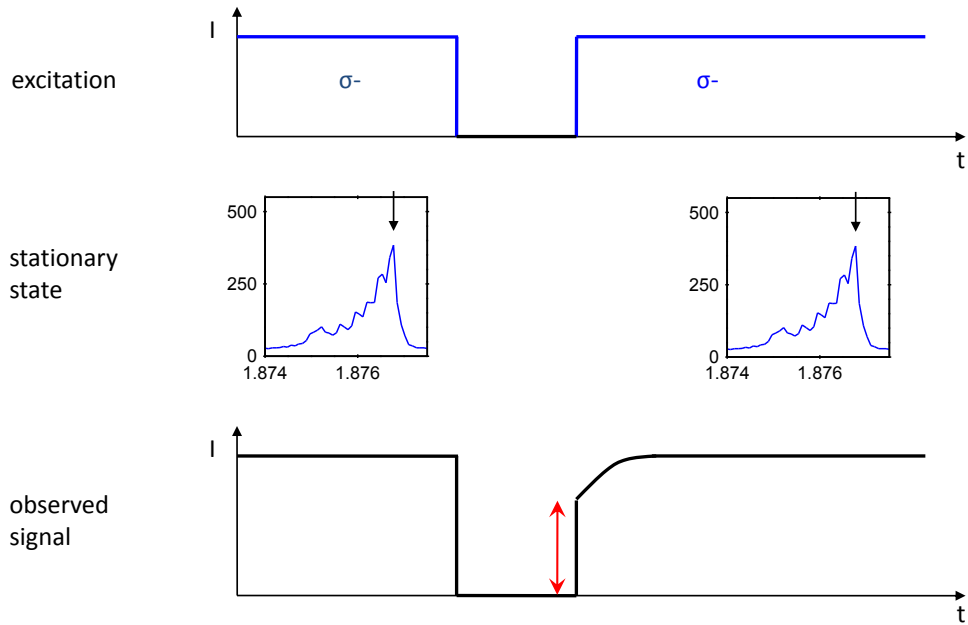 I
excitation
σ-
σ-
t
500
250
0
1.874
1.876
500
250
0
1.874
1.876
stationary
state
I
observed
signal
t